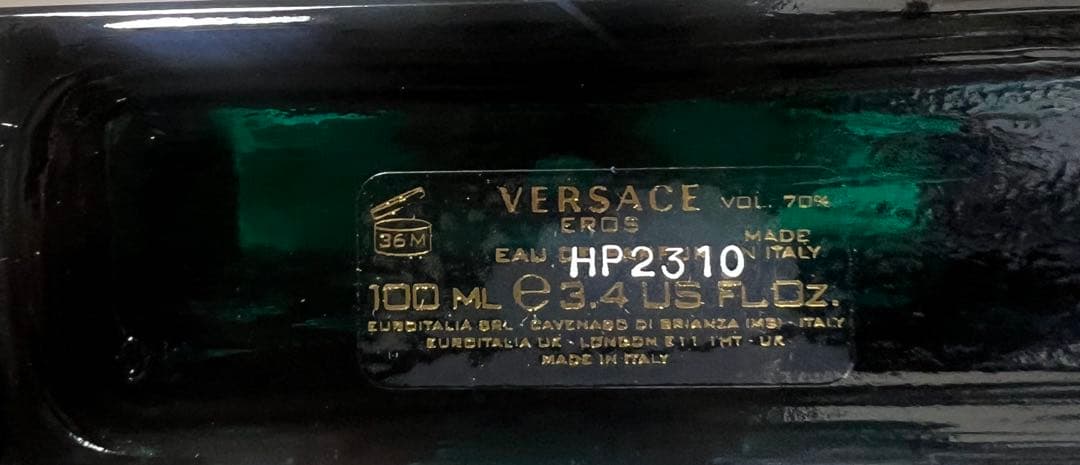 36M
VERSACE VOL. 70%
EROS
MADE
EAU IN ITALY
HP2310
100 ML e 3.4 US FL.OZ.
EUROITALIA SRL - CAVENAGO DI BRIANZA (MB) - ITALY
EUROITALIA UK - LONDON E11 1HT - UK
MADE IN ITALY